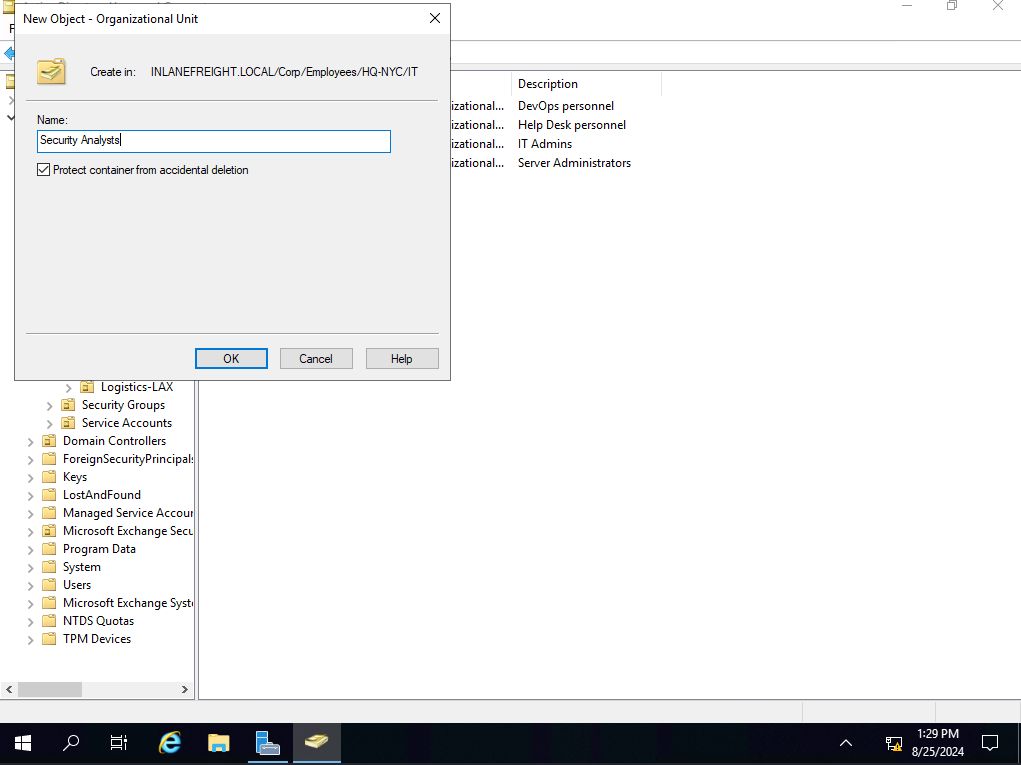 New Object - Organizational Unit
Create in: INLANEFREIGHT.LOCAL/Corp/Employees/HQ-NYC/IT
Name:
Security Analysts
Protect container from accidental deletion
OK Cancel Help
Description
izational... DevOps personnel
izational... Help Desk personnel
izational... IT Admins
izational... Server Administrators
Logistics-LAX
Security Groups
Service Accounts
Domain Controllers
ForeignSecurityPrincipals
Keys
LostAndFound
Managed Service Accour
Microsoft Exchange Secu
Program Data
System
Users
Microsoft Exchange Syste
NTDS Quotas
TPM Devices
1:29 PM
8/25/2024